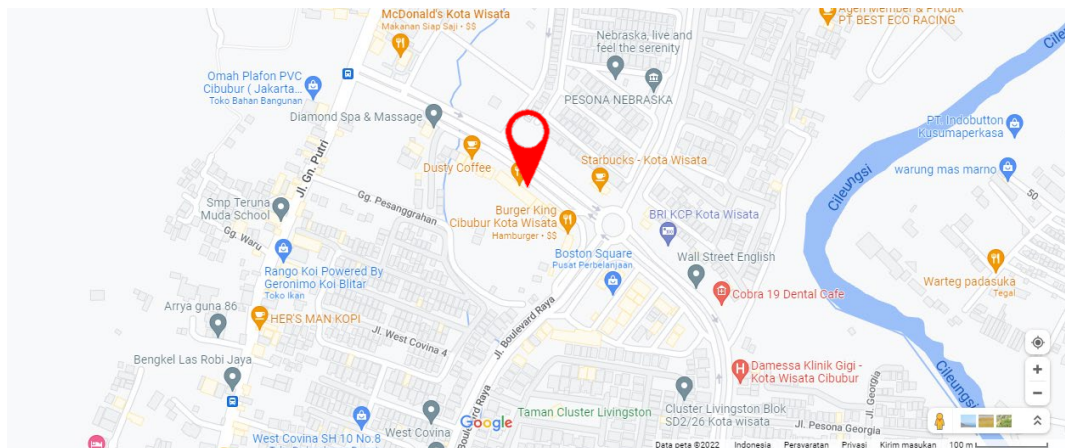 McDonald's Kota Wisata
Makanan Siap Saji • $$
Agen Member & Produk
PT BEST ECO RACING
Nebraska, live and
feel the serenity
PESONA NEBRASKA
Omah Plafon PVC
Cibubur ( Jakarta...
Toko Bahan Bangunan
Diamond Spa & Massage
Jl. Gn. Putri
Dusty Coffee
Starbucks - Kota Wisata
PT. Indobutton
Kusumaperkasa
warung mas marno
Cileungsi
50
Gg. Pesanggrahan
Smp Teruna
Muda School
Gg. Waru
Burger King
Cibubur Kota Wisata
Hamburger • $$
BRI KCP Kota Wisata
Boston Square
Pusat Perbelanjaan
Wall Street English
Rango Koi Powered By
Geronimo Koi Blitar
Toko Ikan
Cobra 19 Dental Cafe
Warteg padasuka
Tegal
Arrya guna 86
HER'S MAN KOPI
Jl. West Covina 4
Jl. Boulevard Raya
Bengkel Las Robi Jaya
Damessa Klinik Gigi -
Kota Wisata Cibubur
Jl. Georgia
Boulevard Raya
Taman Cluster Livingston
Cluster Livingston Blok
SD2/26 Kota wisata
Jl. Pesona Georgia
West Covina SH 10 No.8
West Covina
Google
Data peta ©2022 Indonesia Persyaratan Privasi Kirim masukan 100 m